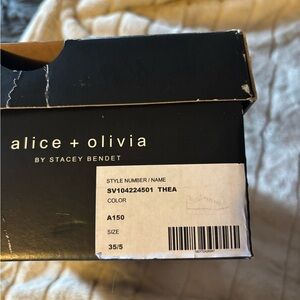 alice + olivia
BY STACEY BENDET
STYLE NUMBER / NAME
SV104224501 THEA
COLOR
A150
SIZE
35/5